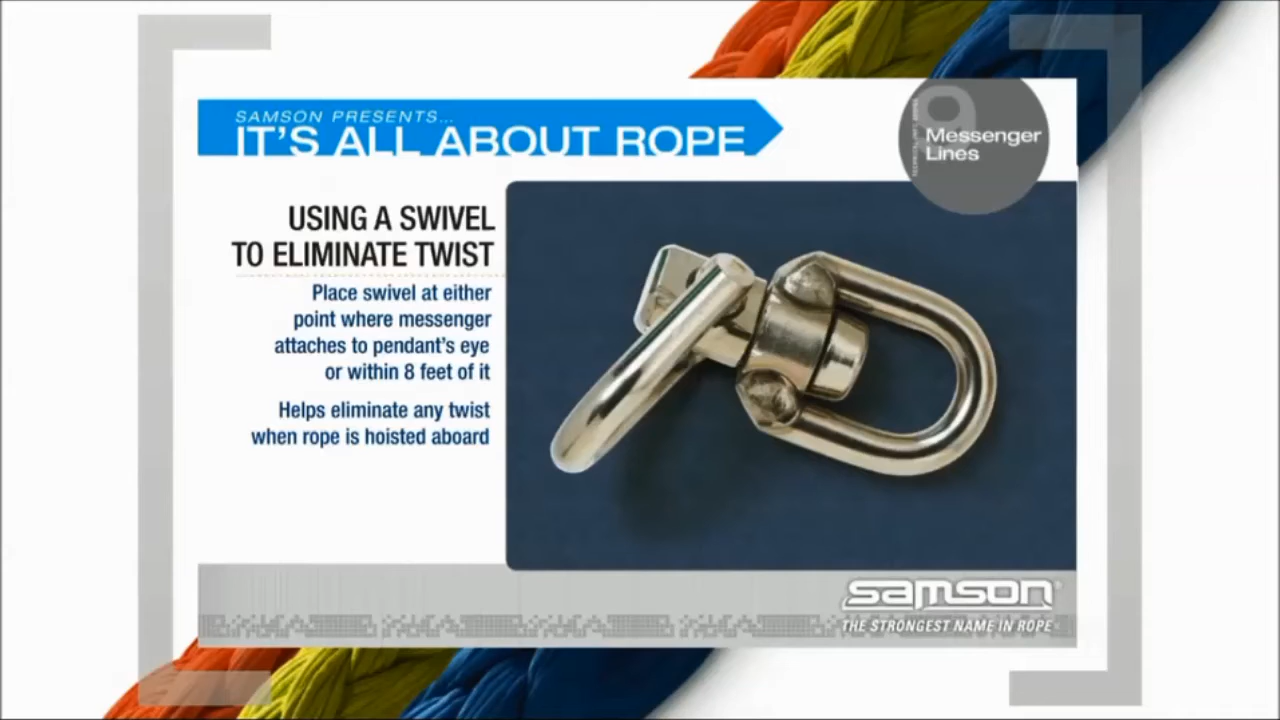 SAMSON PRESENTS...
IT'S ALL ABOUT ROPE
9
Messenger
Lines
USING A SWIVEL
TO ELIMINATE TWIST
Place swivel at either
point where messenger
attaches to pendant's eye
or within 8 feet of it
Helps eliminate any twist
when rope is hoisted aboard
samson®
THE STRONGEST NAME IN ROPE